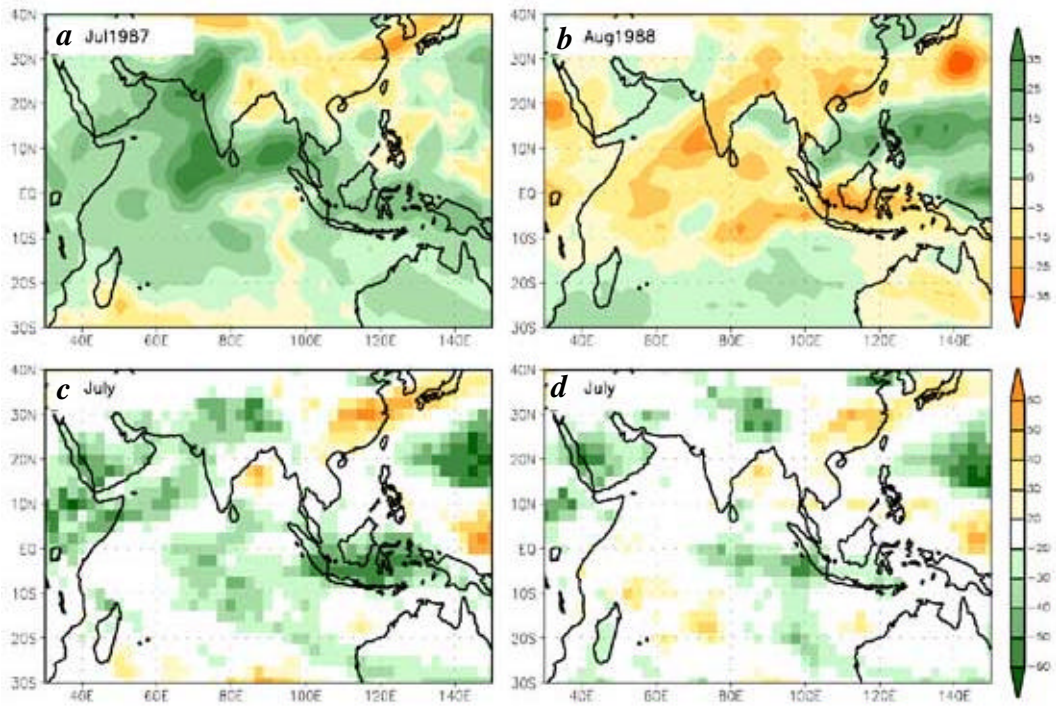 a Jul1987
b Aug1988
40N
30N
20N
10N
EQ
10S
20S
30S
40E 60E 80E 100E 120E 140E
40N
30N
20N
10N
EQ
10S
20S
30S
40E 60E 80E 100E 120E 140E
35
25
15
5
0
-5
-15
-25
-35
c July
d July
40N
30N
20N
10N
EQ
10S
20S
30S
40E 60E 80E 100E 120E 140E
40N
30N
20N
10N
EQ
10S
20S
30S
40E 60E 80E 100E 120E 140E
60
50
40
30
20
-20
-30
-40
-50
-60